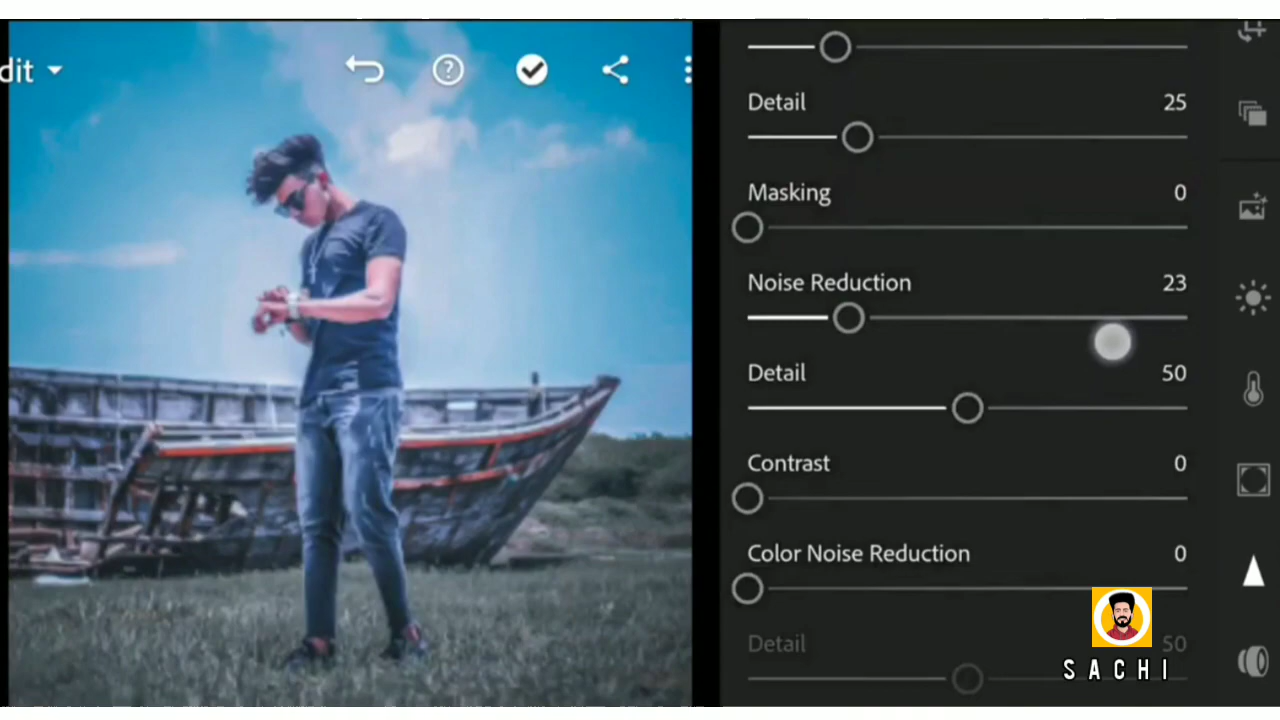 dit
Detail 25
Masking 0
Noise Reduction 23
Detail 50
Contrast 0
Color Noise Reduction 0
Detail 50
SACHI